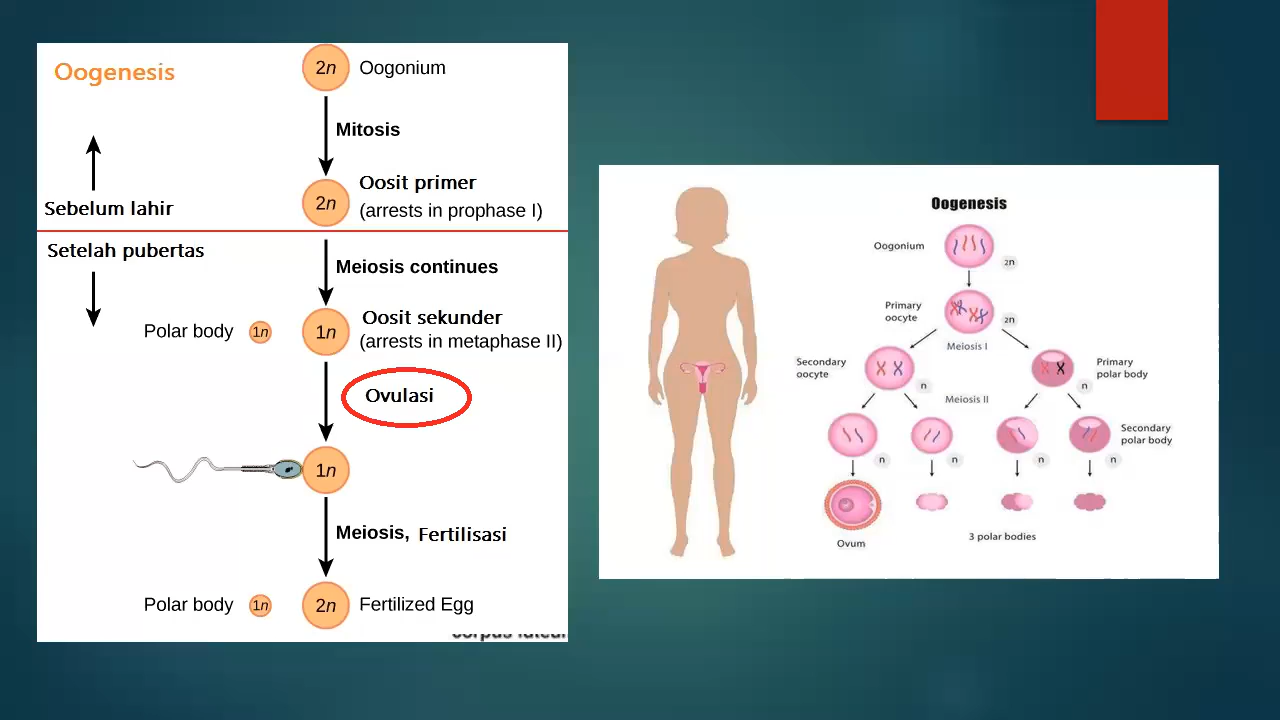 Oogenesis
2n Oogonium
Mitosis
Oosit primer
2n (arrests in prophase I)
Sebelum lahir
Setelah pubertas
Meiosis continues
Oosit sekunder
Polar body 1n 1n (arrests in metaphase II)
Ovulasi
1n
Meiosis, Fertilisasi
Polar body 1n 2n Fertilized Egg
Oogenesis
Oogonium
2n
Primary
oocyte
2n
Meiosis I
Secondary
oocyte
n
Primary
polar body
n
Meiosis II
Secondary
polar body
n n n n
Ovum
3 polar bodies